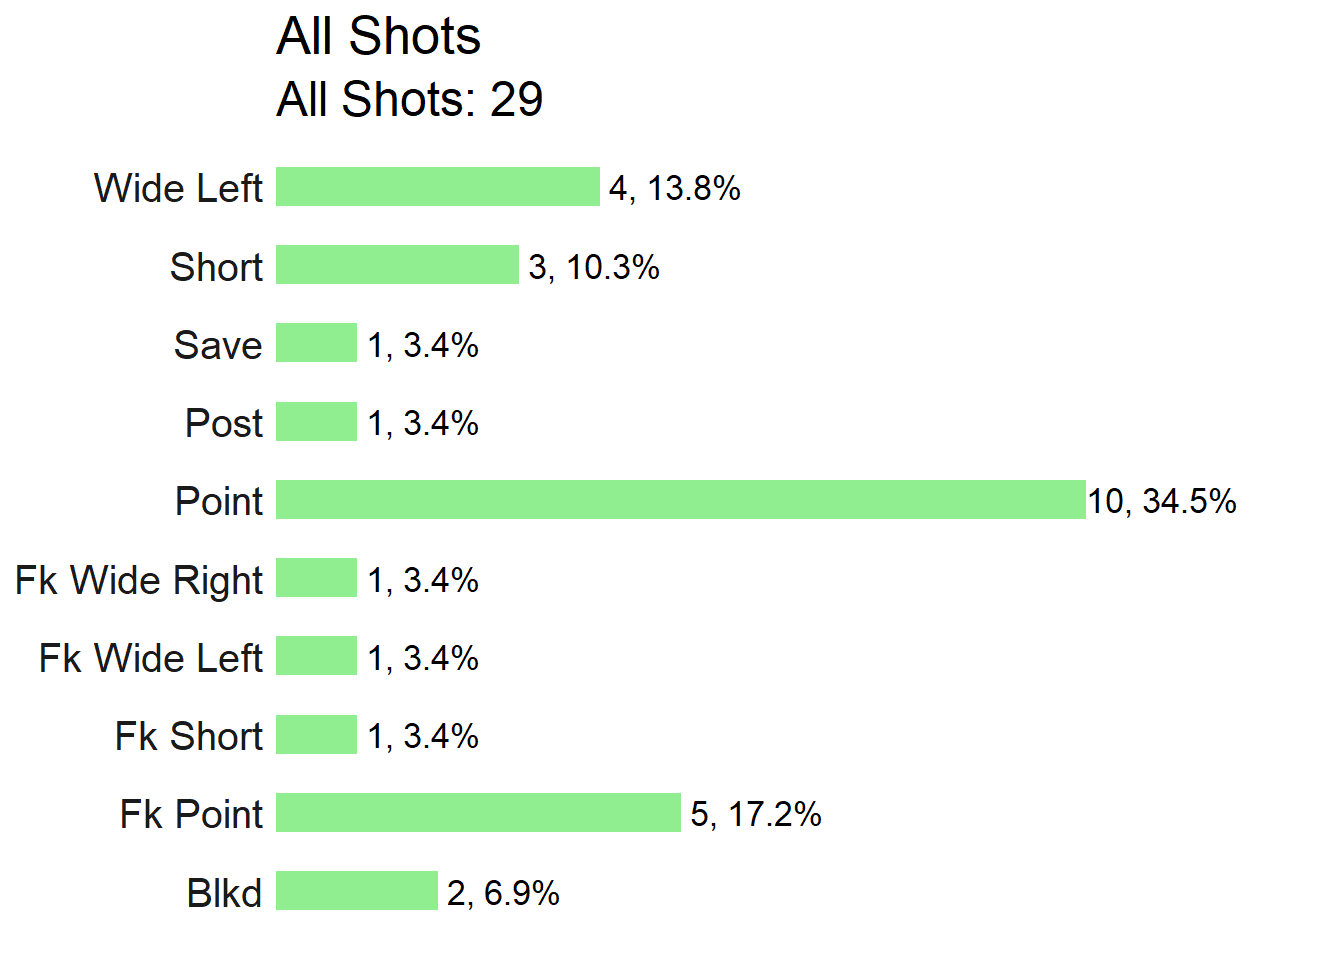 All Shots
All Shots: 29
Wide Left 4, 13.8%
Short 3, 10.3%
Save 1, 3.4%
Post 1, 3.4%
Point 10, 34.5%
Fk Wide Right 1, 3.4%
Fk Wide Left 1, 3.4%
Fk Short 1, 3.4%
Fk Point 5, 17.2%
Blkd 2, 6.9%